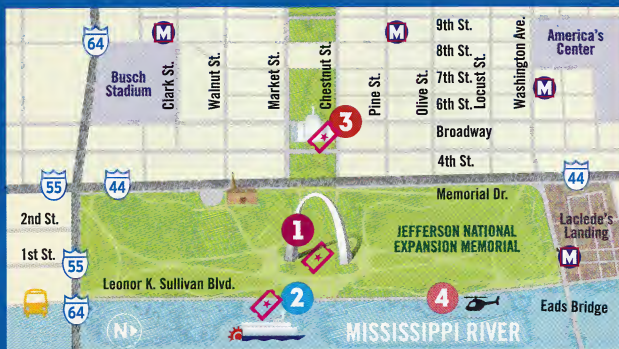 64
M
M
9th St.
8th St.
7th St.
6th St.
Broadway
4th St.
America's
Center
M
Busch
Stadium
Clark St.
Walnut St.
Market St.
Chestnut St.
Pine St.
Olive St.
Locust St.
Washington Ave.
3
55
44
44
Memorial Dr.
2nd St.
1st St.
1
JEFFERSON NATIONAL
EXPANSION MEMORIAL
Laclede's
Landing
M
55
Leonor K. Sullivan Blvd.
2
4
64
N
MISSISSIPPI RIVER
Eads Bridge